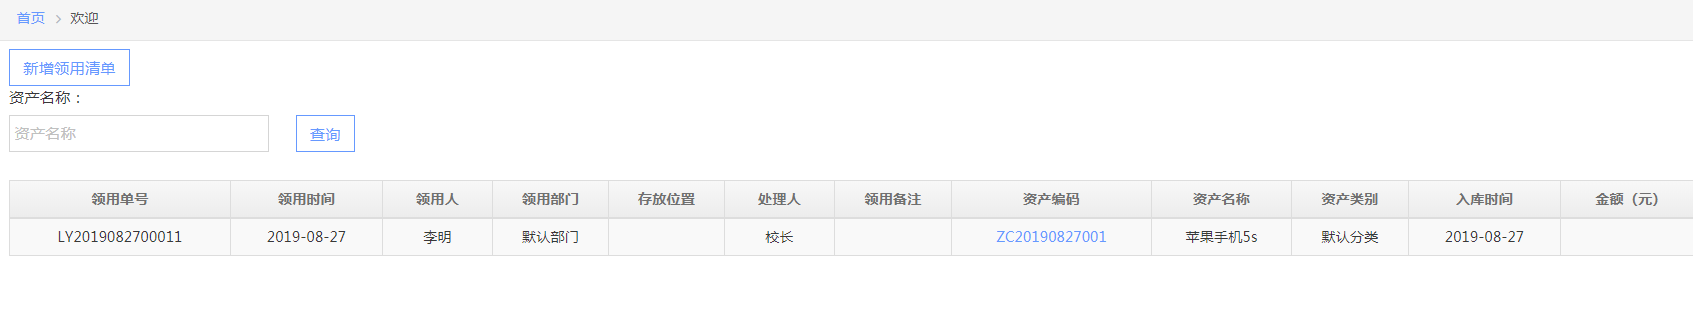 首页 > 欢迎
新增领用清单
资产名称：
资产名称 查询
领用单号 领用时间 领用人 领用部门 存放位置 处理人 领用备注 资产编码 资产名称 资产类别 入库时间 金额（元）
LY2019082700011 2019-08-27 李明 默认部门 校长 ZC20190827001 苹果手机5s 默认分类 2019-08-27